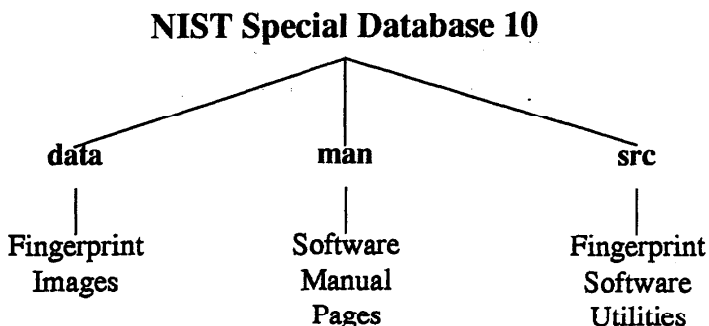 NIST Special Database 10
data
man
src
Fingerprint
Images
Software
Manual
Pages
Fingerprint
Software
Utilities